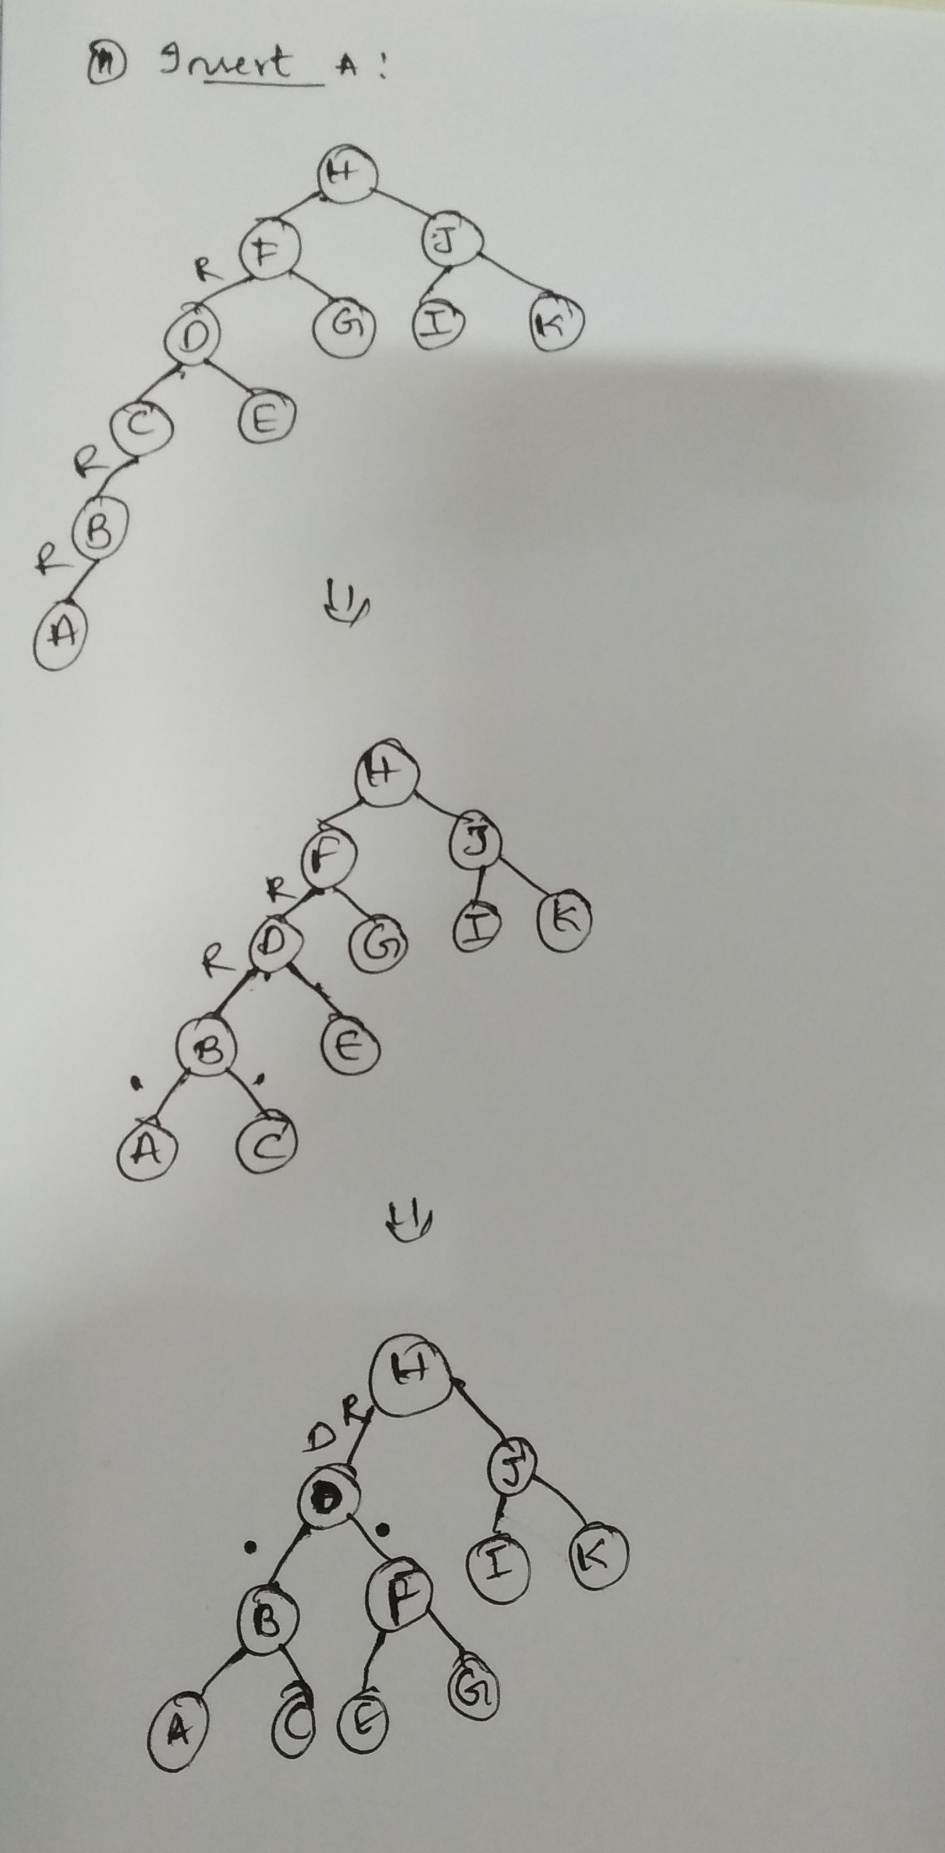 (n) Insert A:
H
F J
R
D G I K
C E
R
B
R
A
⇓
H
F J
R
D G I K
R
B E
A C
⇓
H
R
D
J
D
B F I K
A C E G